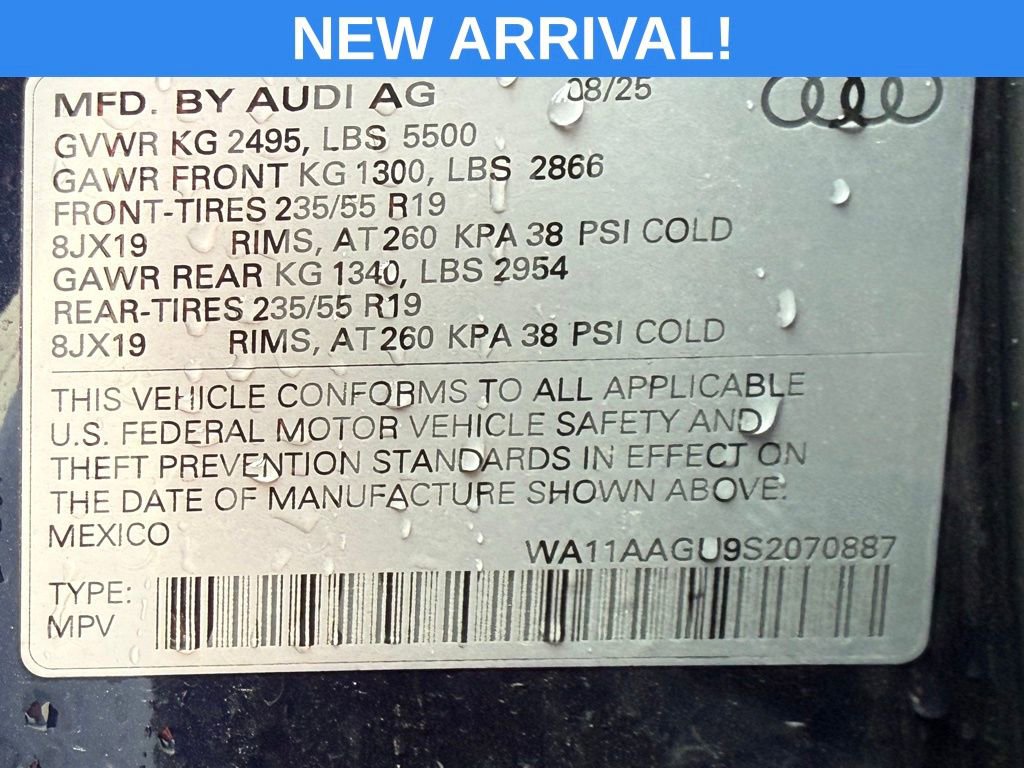 NEW ARRIVAL!
MFD. BY AUDI AG 08/25
GVWR KG 2495, LBS 5500
GAWR FRONT KG 1300, LBS 2866
FRONT-TIRES 235/55 R19
8JX19 RIMS, AT 260 KPA 38 PSI COLD
GAWR REAR KG 1340, LBS 2954
REAR-TIRES 235/55 R19
8JX19 RIMS, AT 260 KPA 38 PSI COLD
THIS VEHICLE CONFORMS TO ALL APPLICABLE
U.S. FEDERAL MOTOR VEHICLE SAFETY AND
THEFT PREVENTION STANDARDS IN EFFECT ON
THE DATE OF MANUFACTURE SHOWN ABOVE:
MEXICO
WA11AAGU9S2070887
TYPE:
MPV